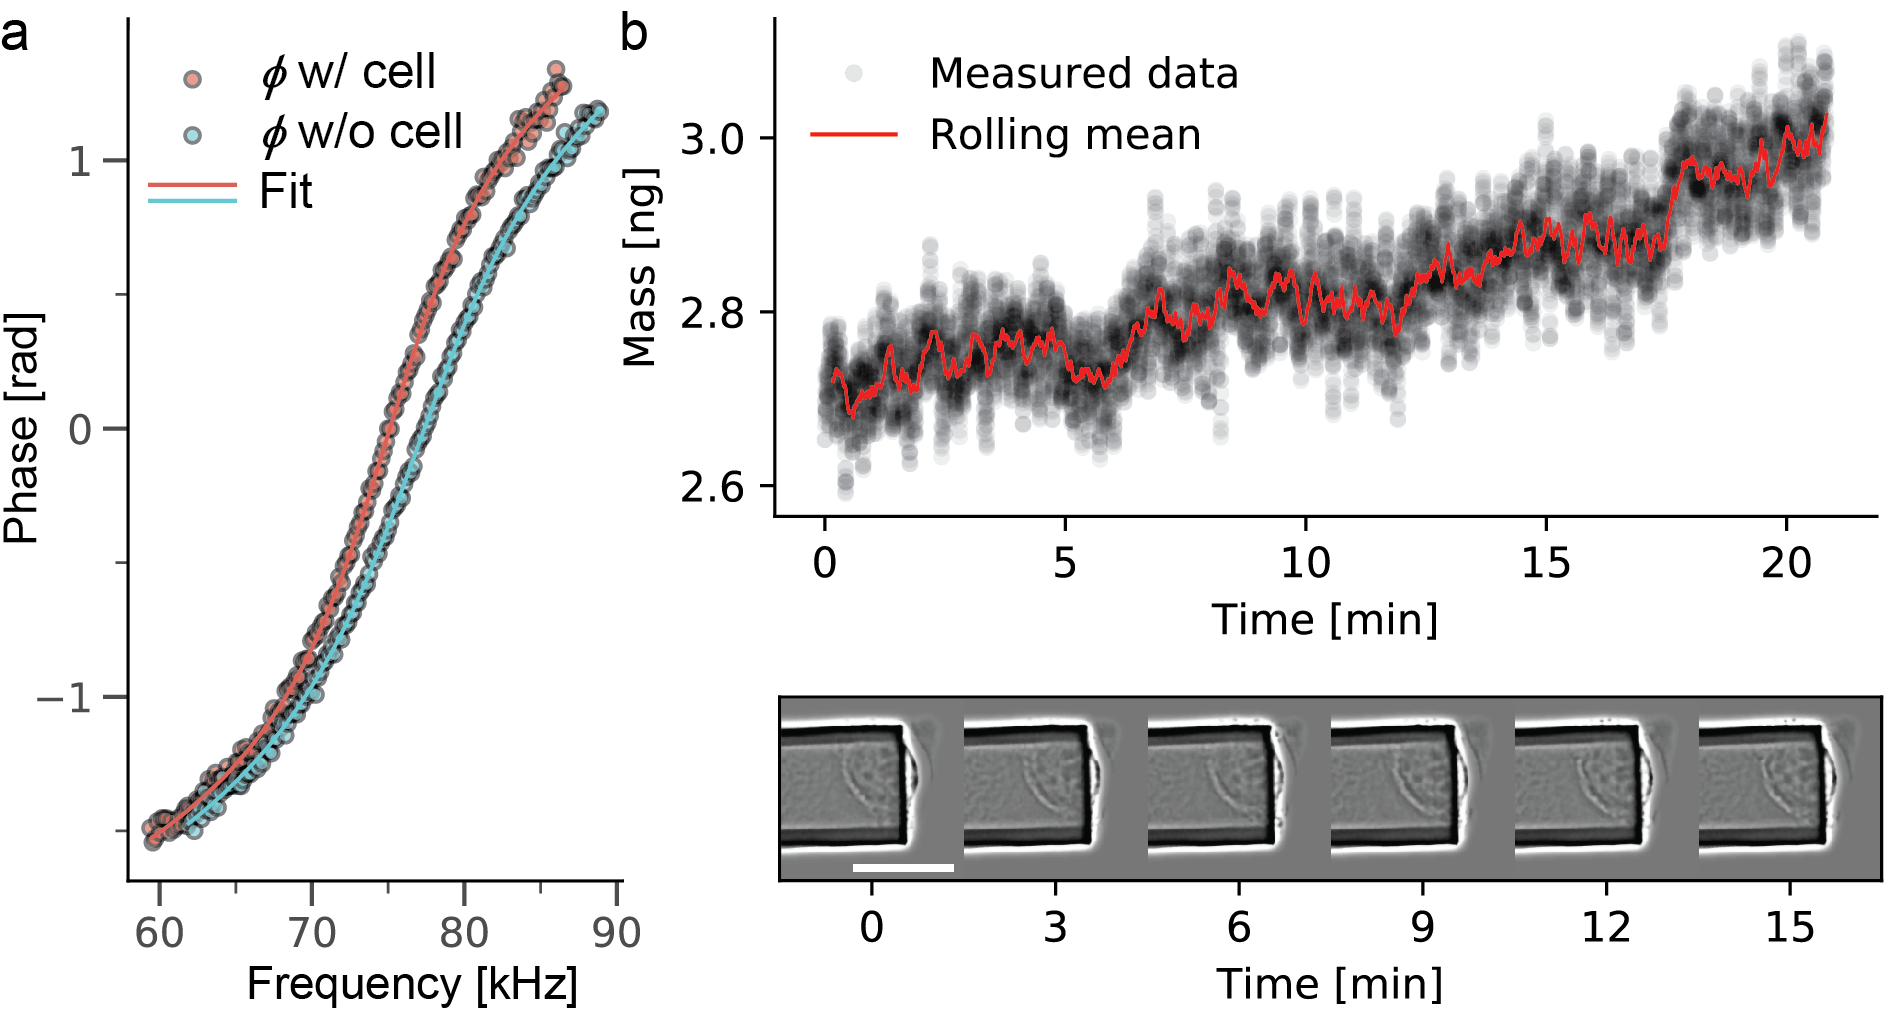 a
ϕ w/ cell
ϕ w/o cell
Fit
1
0
−1
Phase [rad]
60
70
80
90
Frequency [kHz]
b
Measured data
Rolling mean
3.0
2.8
2.6
Mass [ng]
0
5
10
15
20
Time [min]
0
3
6
9
12
15
Time [min]